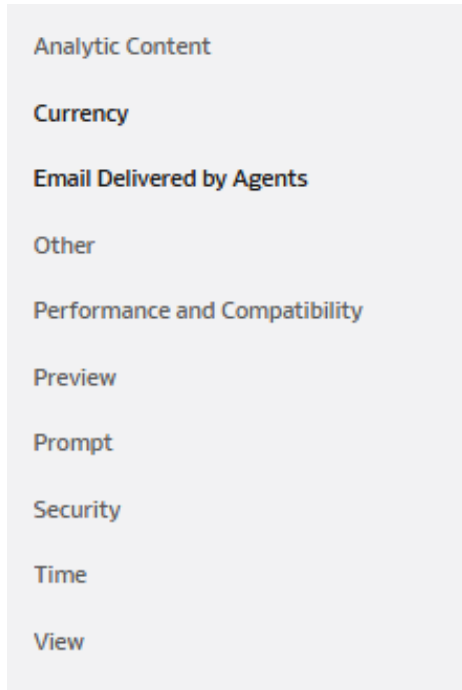 Analytic Content
Currency
Email Delivered by Agents
Other
Performance and Compatibility
Preview
Prompt
Security
Time
View